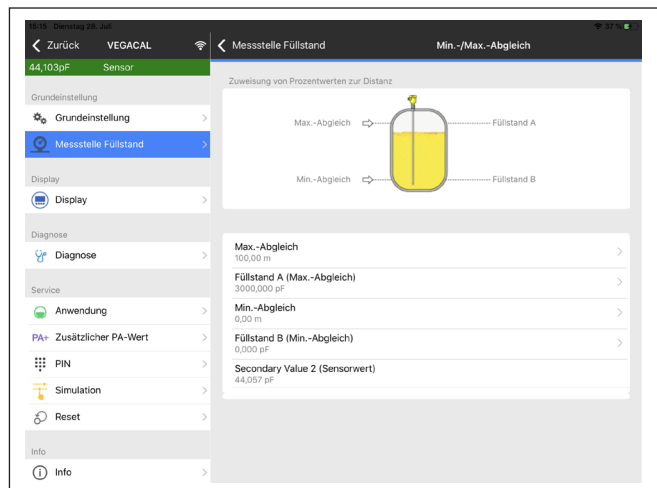 15:15 Dienstag 28. Juli
37 %
Zurück VEGACAL
Messstelle Füllstand
Min.-/Max.-Abgleich
44,103pF Sensor
Grundeinstellung
Grundeinstellung
Messstelle Füllstand
Display
Display
Diagnose
Diagnose
Service
Anwendung
PA+ Zusätzlicher PA-Wert
PIN
Simulation
Reset
Info
Info
Zuweisung von Prozentwerten zur Distanz
Max.-Abgleich
Füllstand A
Min.-Abgleich
Füllstand B
Max.-Abgleich
100,00 m
Füllstand A (Max.-Abgleich)
3000,000 pF
Min.-Abgleich
0,00 m
Füllstand B (Min.-Abgleich)
0,000 pF
Secondary Value 2 (Sensorwert)
44,057 pF